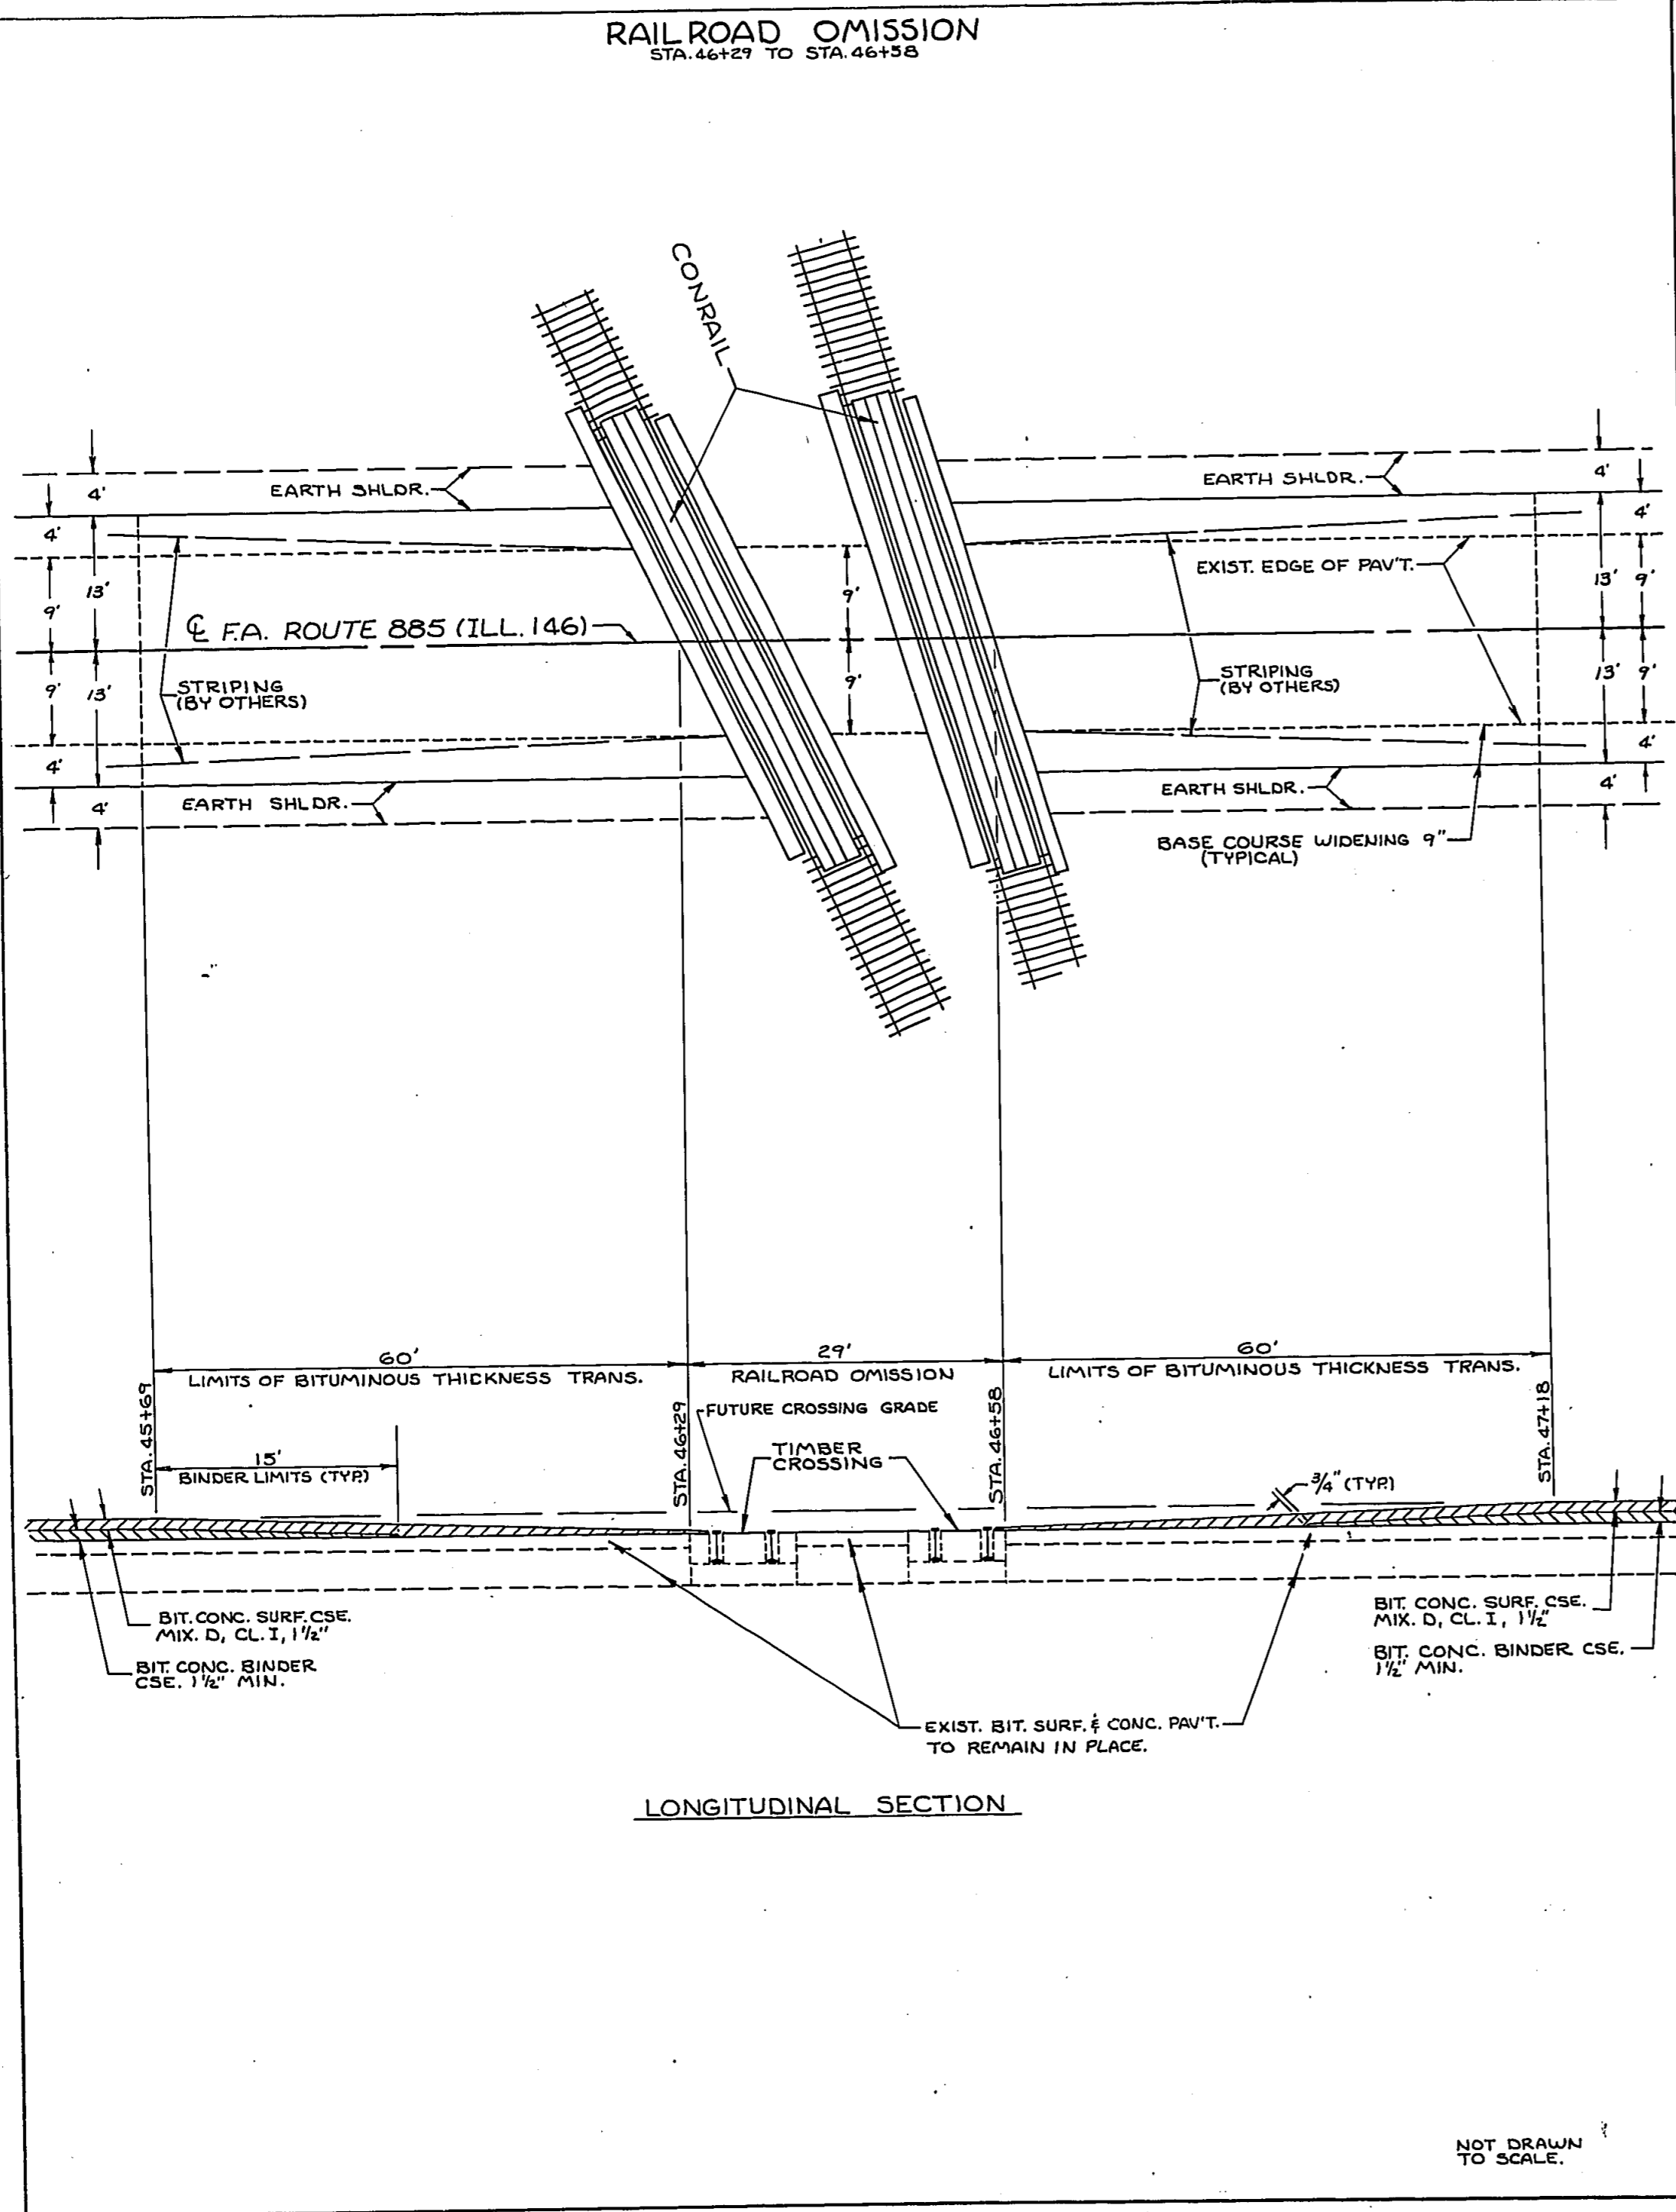 RAILROAD OMISSION
STA. 46+29 TO STA. 46+58
CONRAIL
4'
EARTH SHLDR.
EARTH SHLDR.
4'
4'
4'
4'
13'
9'
9'
EXIST. EDGE OF PAV'T.
13'
9'
℄ F.A. ROUTE 885 (ILL. 146)
9'
13'
STRIPING
(BY OTHERS)
9'
STRIPING
(BY OTHERS)
13'
9'
4'
4'
4'
EARTH SHLDR.
EARTH SHLDR.
4'
BASE COURSE WIDENING 9"
(TYPICAL)
60'
LIMITS OF BITUMINOUS THICKNESS TRANS.
29'
RAILROAD OMISSION
60'
LIMITS OF BITUMINOUS THICKNESS TRANS.
STA. 45+69
STA. 46+29
FUTURE CROSSING GRADE
STA. 46+58
STA. 47+18
15'
BINDER LIMITS (TYP.)
TIMBER
CROSSING
3/4" (TYP.)
BIT. CONC. SURF. CSE.
MIX. D, CL. I, 1 1/2"
BIT. CONC. BINDER
CSE. 1 1/2" MIN.
BIT. CONC. SURF. CSE.
MIX. D, CL. I, 1 1/2"
BIT. CONC. BINDER CSE.
1 1/2" MIN.
EXIST. BIT. SURF. & CONC. PAV'T.
TO REMAIN IN PLACE.
LONGITUDINAL SECTION
NOT DRAWN
TO SCALE.